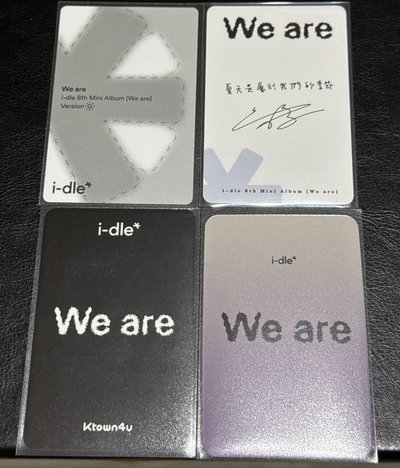 We are
i-dle 8th Mini Album [We are]
Version G
i-dle*
We are
夏天是屬於我們的季節
i-dle 8th Mini Album [We are]
i-dle*
We are
Ktown4u
i-dle*
We are